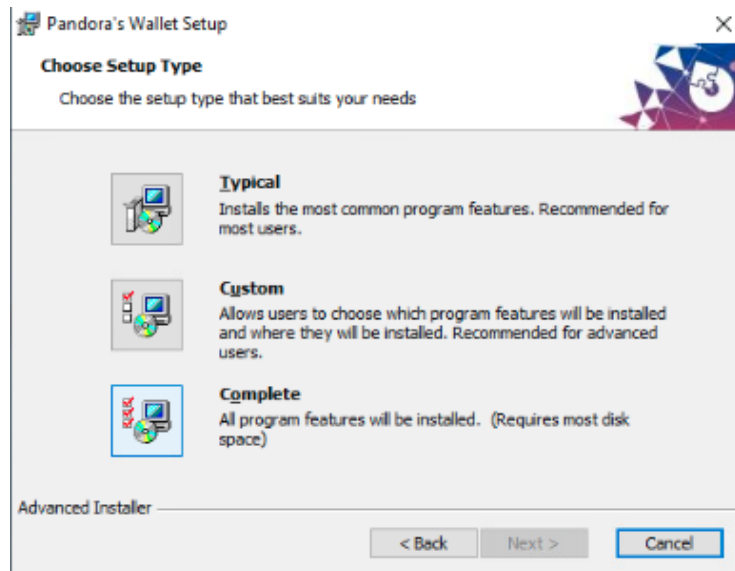 Pandora's Wallet Setup
Choose Setup Type
Choose the setup type that best suits your needs
Typical
Installs the most common program features. Recommended for
most users.
Custom
Allows users to choose which program features will be installed
and where they will be installed. Recommended for advanced
users.
Complete
All program features will be installed. (Requires most disk
space)
Advanced Installer
< Back Next > Cancel